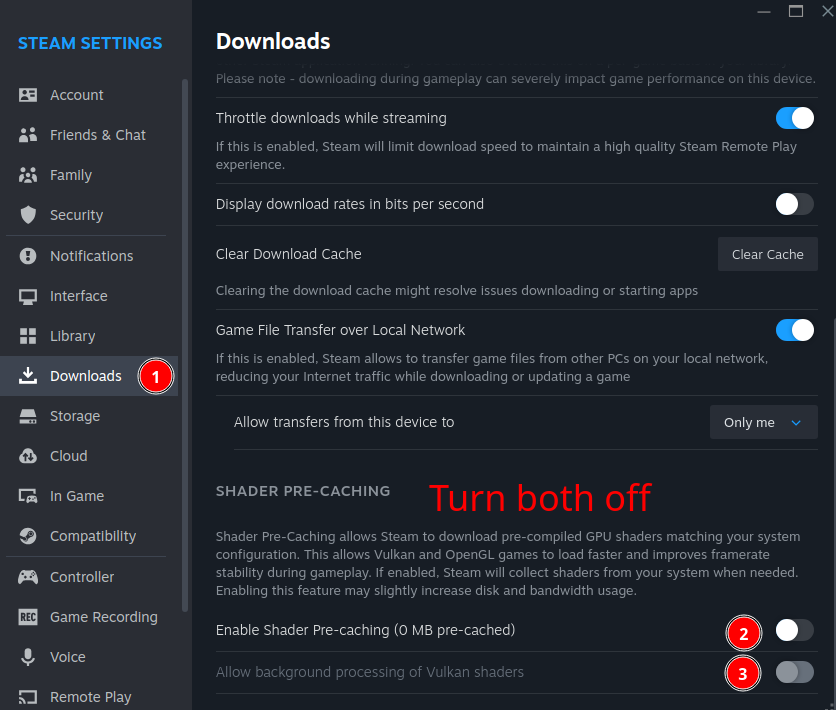 STEAM SETTINGS
Account
Friends & Chat
Family
Security
Notifications
Interface
Library
Downloads
1
Storage
Cloud
In Game
Compatibility
Controller
REC
Game Recording
Voice
Remote Play
Downloads
Please note - downloading during gameplay can severely impact game performance on this device.
Throttle downloads while streaming
If this is enabled, Steam will limit download speed to maintain a high quality Steam Remote Play
experience.
Display download rates in bits per second
Clear Download Cache
Clear Cache
Clearing the download cache might resolve issues downloading or starting apps
Game File Transfer over Local Network
If this is enabled, Steam allows to transfer game files from other PCs on your local network,
reducing your Internet traffic while downloading or updating a game
Allow transfers from this device to
Only me
SHADER PRE-CACHING
Turn both off
Shader Pre-Caching allows Steam to download pre-compiled GPU shaders matching your system
configuration. This allows Vulkan and OpenGL games to load faster and improves framerate
stability during gameplay. If enabled, Steam will collect shaders from your system when needed.
Enabling this feature may slightly increase disk and bandwidth usage.
Enable Shader Pre-caching (0 MB pre-cached)
2
Allow background processing of Vulkan shaders
3